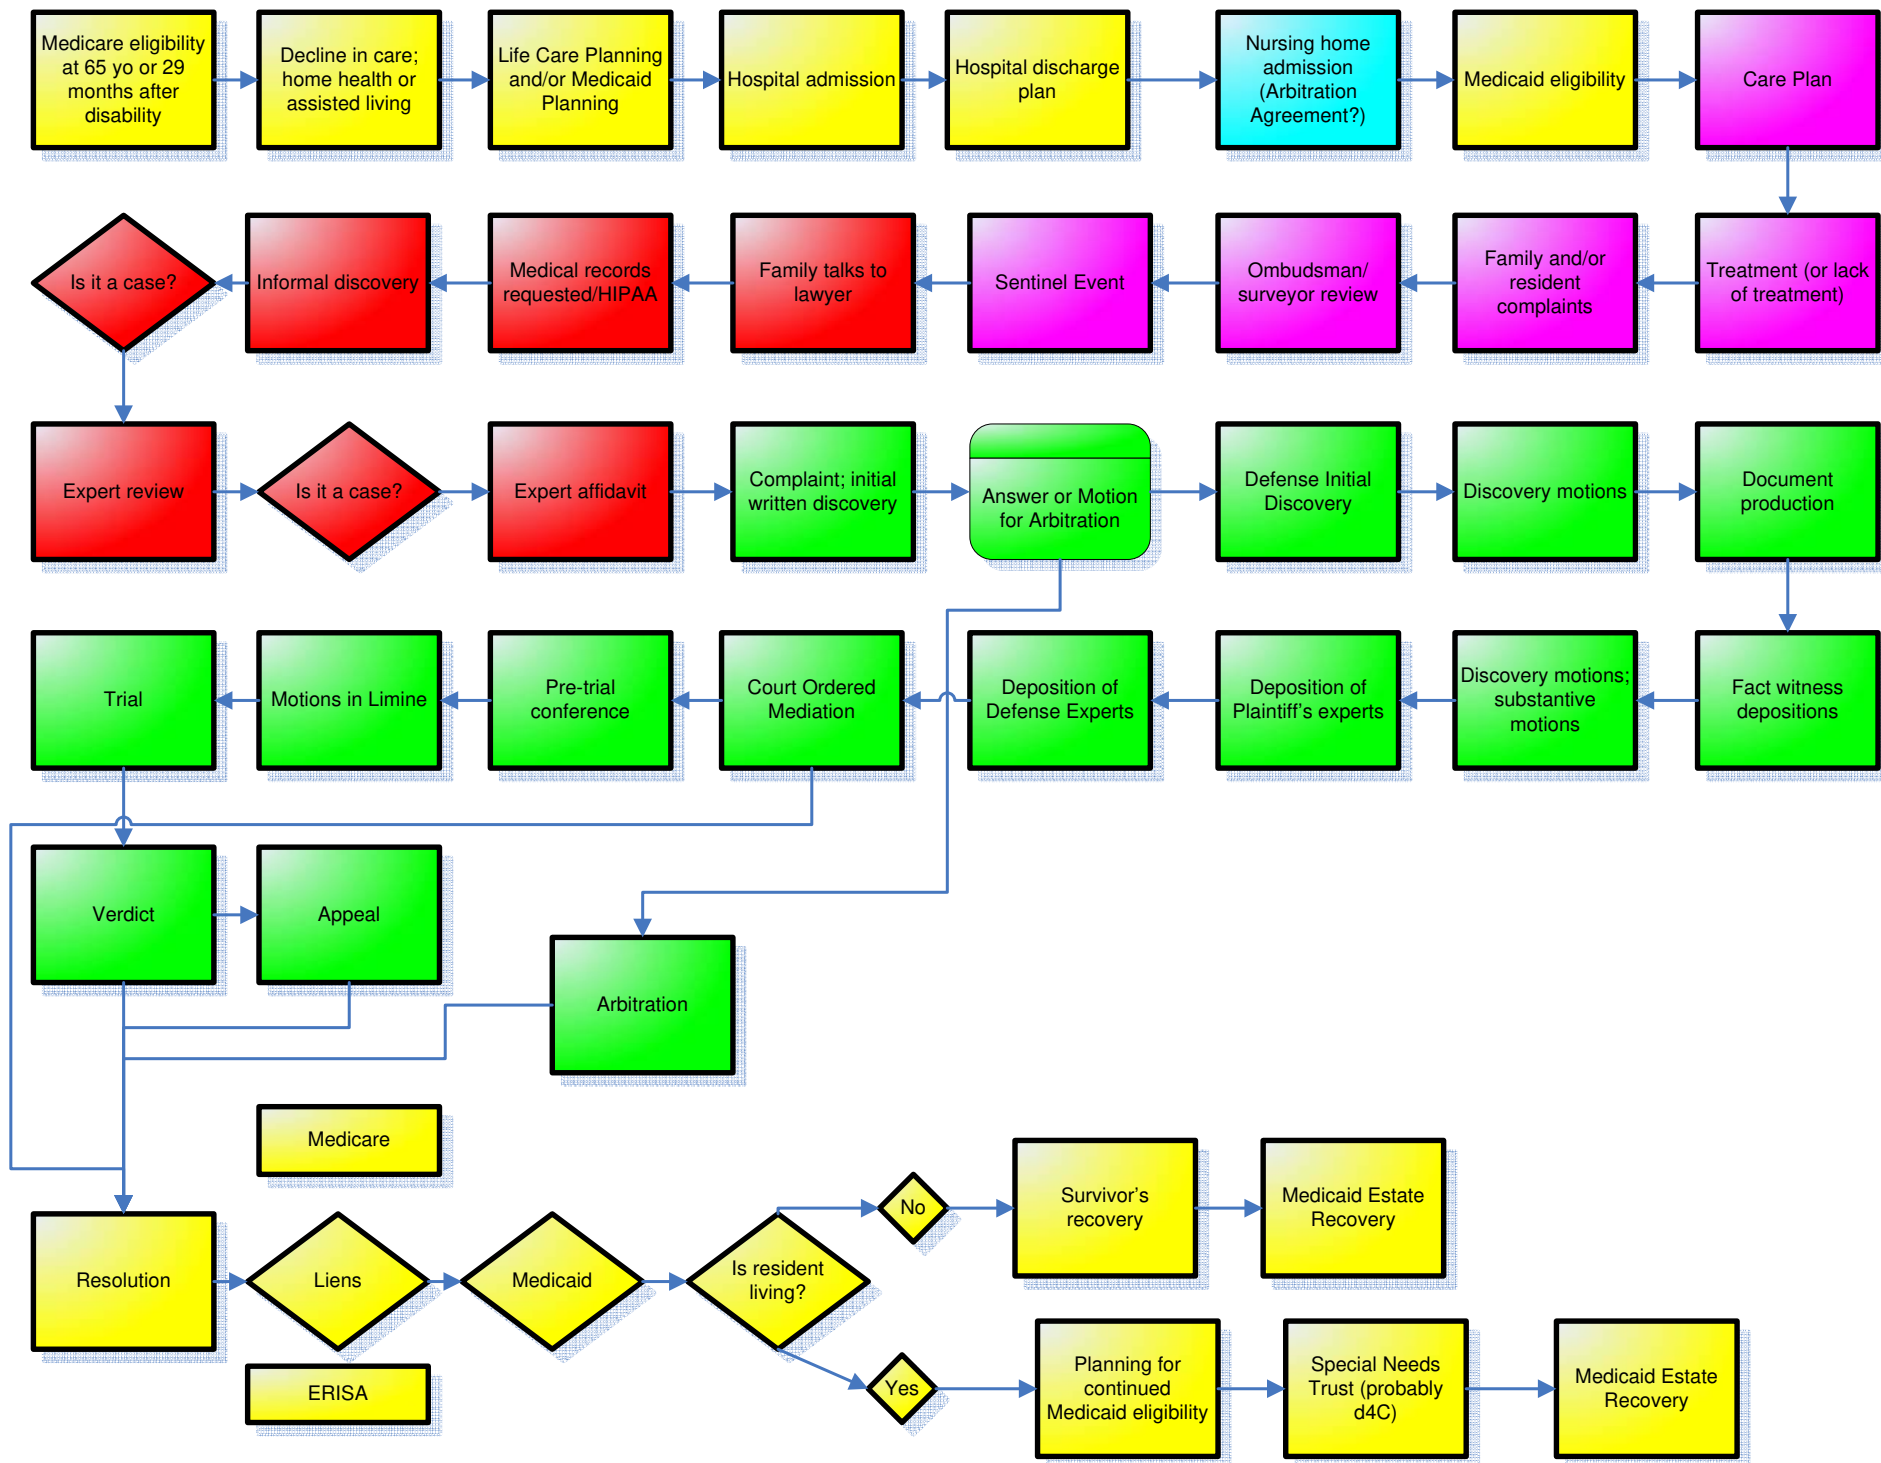 Medicare eligibility
at 65 yo or 29
months after
disability
Decline in care;
home health or
assisted living
Life Care Planning
and/or Medicaid
Planning
Hospital admission
Hospital discharge
plan
Nursing home
admission
(Arbitration
Agreement?)
Medicaid eligibility
Care Plan
Is it a case?
Informal discovery
Medical records
requested/HIPAA
Family talks to
lawyer
Sentinel Event
Ombudsman/
surveyor review
Family and/or
resident
complaints
Treatment (or lack
of treatment)
Expert review
Is it a case?
Expert affidavit
Complaint; initial
written discovery
Answer or Motion
for Arbitration
Defense Initial
Discovery
Discovery motions
Document
production
Trial
Motions in Limine
Pre-trial
conference
Court Ordered
Mediation
Deposition of
Defense Experts
Deposition of
Plaintiff’s experts
Discovery motions;
substantive
motions
Fact witness
depositions
Verdict
Appeal
Arbitration
Medicare
Resolution
Liens
Medicaid
Is resident
living?
No
Survivor’s
recovery
Medicaid Estate
Recovery
ERISA
Yes
Planning for
continued
Medicaid eligibility
Special Needs
Trust (probably
d4C)
Medicaid Estate
Recovery